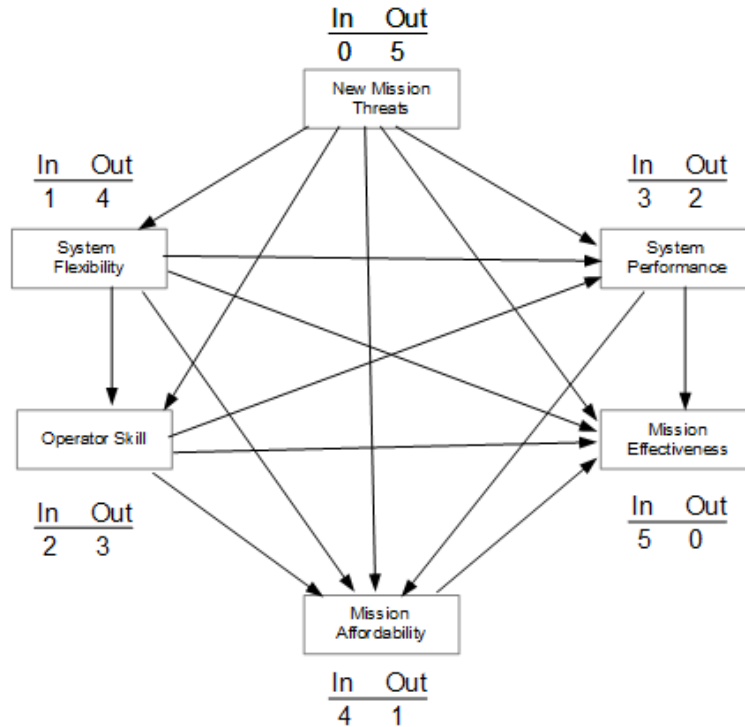 In Out
0 5
New Mission
Threats
In Out
1 4
In Out
3 2
System
Flexibility
System
Performance
Operator Skill
Mission
Effectiveness
In Out
2 3
In Out
5 0
Mission
Affordability
In Out
4 1